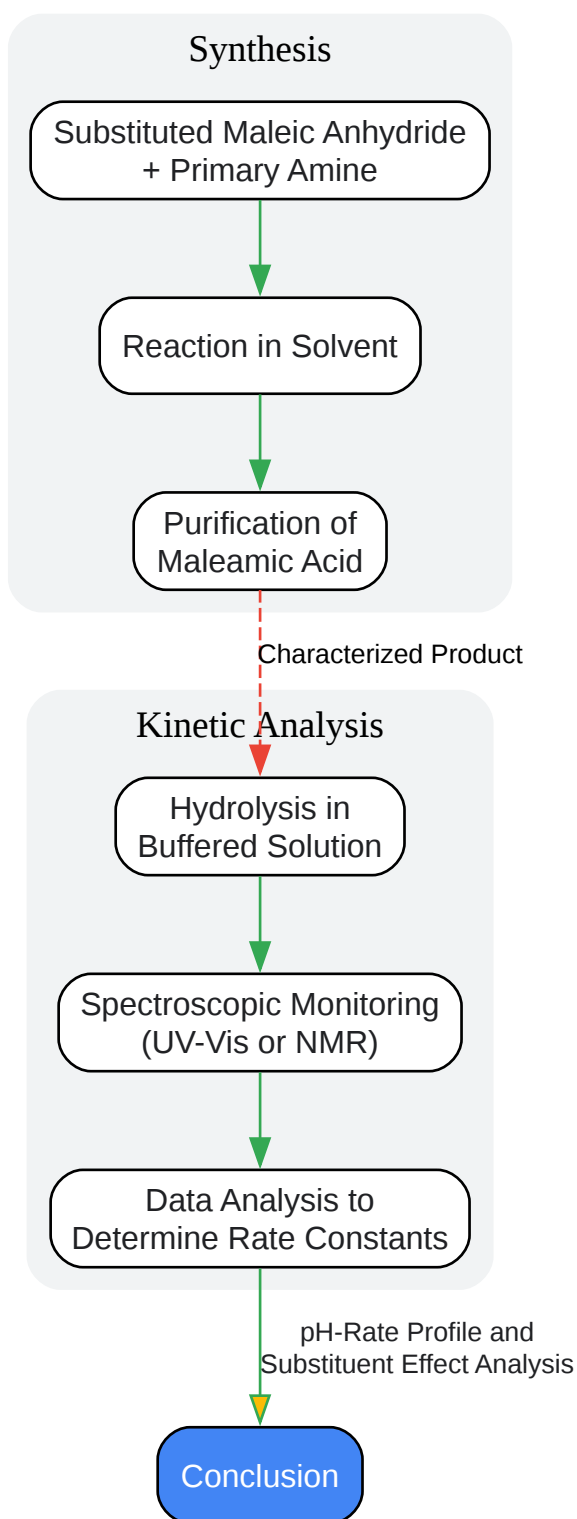 Synthesis
Substituted Maleic Anhydride
+ Primary Amine
Reaction in Solvent
Purification of
Maleamic Acid
Characterized Product
Kinetic Analysis
Hydrolysis in
Buffered Solution
Spectroscopic Monitoring
(UV-Vis or NMR)
Data Analysis to
Determine Rate Constants
pH-Rate Profile and
Substituent Effect Analysis
Conclusion